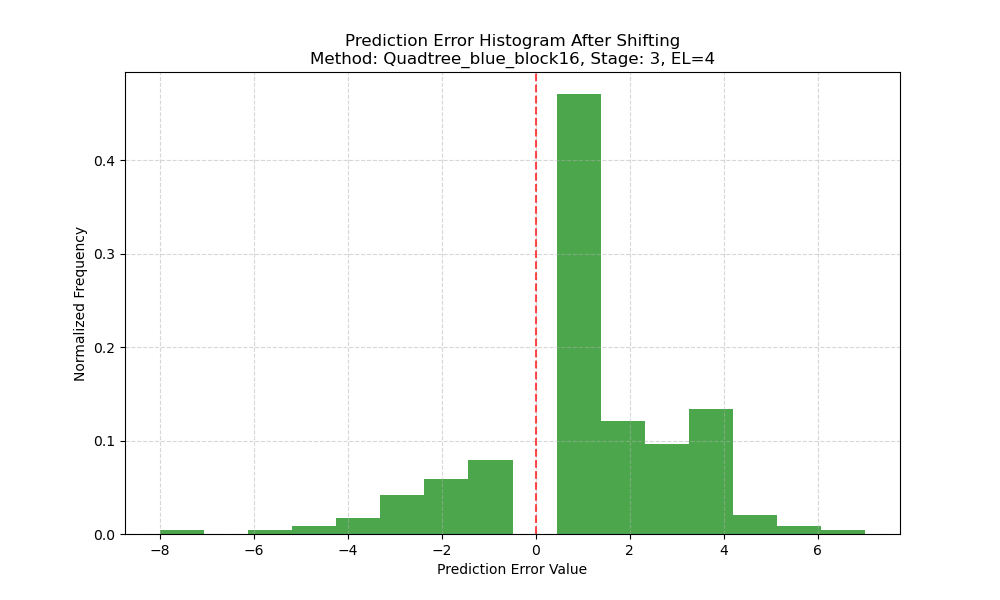 Prediction Error Histogram After Shifting
Method: Quadtree_blue_block16, Stage: 3, EL=4
Normalized Frequency
0.4
0.3
0.2
0.1
0.0
−8 −6 −4 −2 0 2 4 6
Prediction Error Value